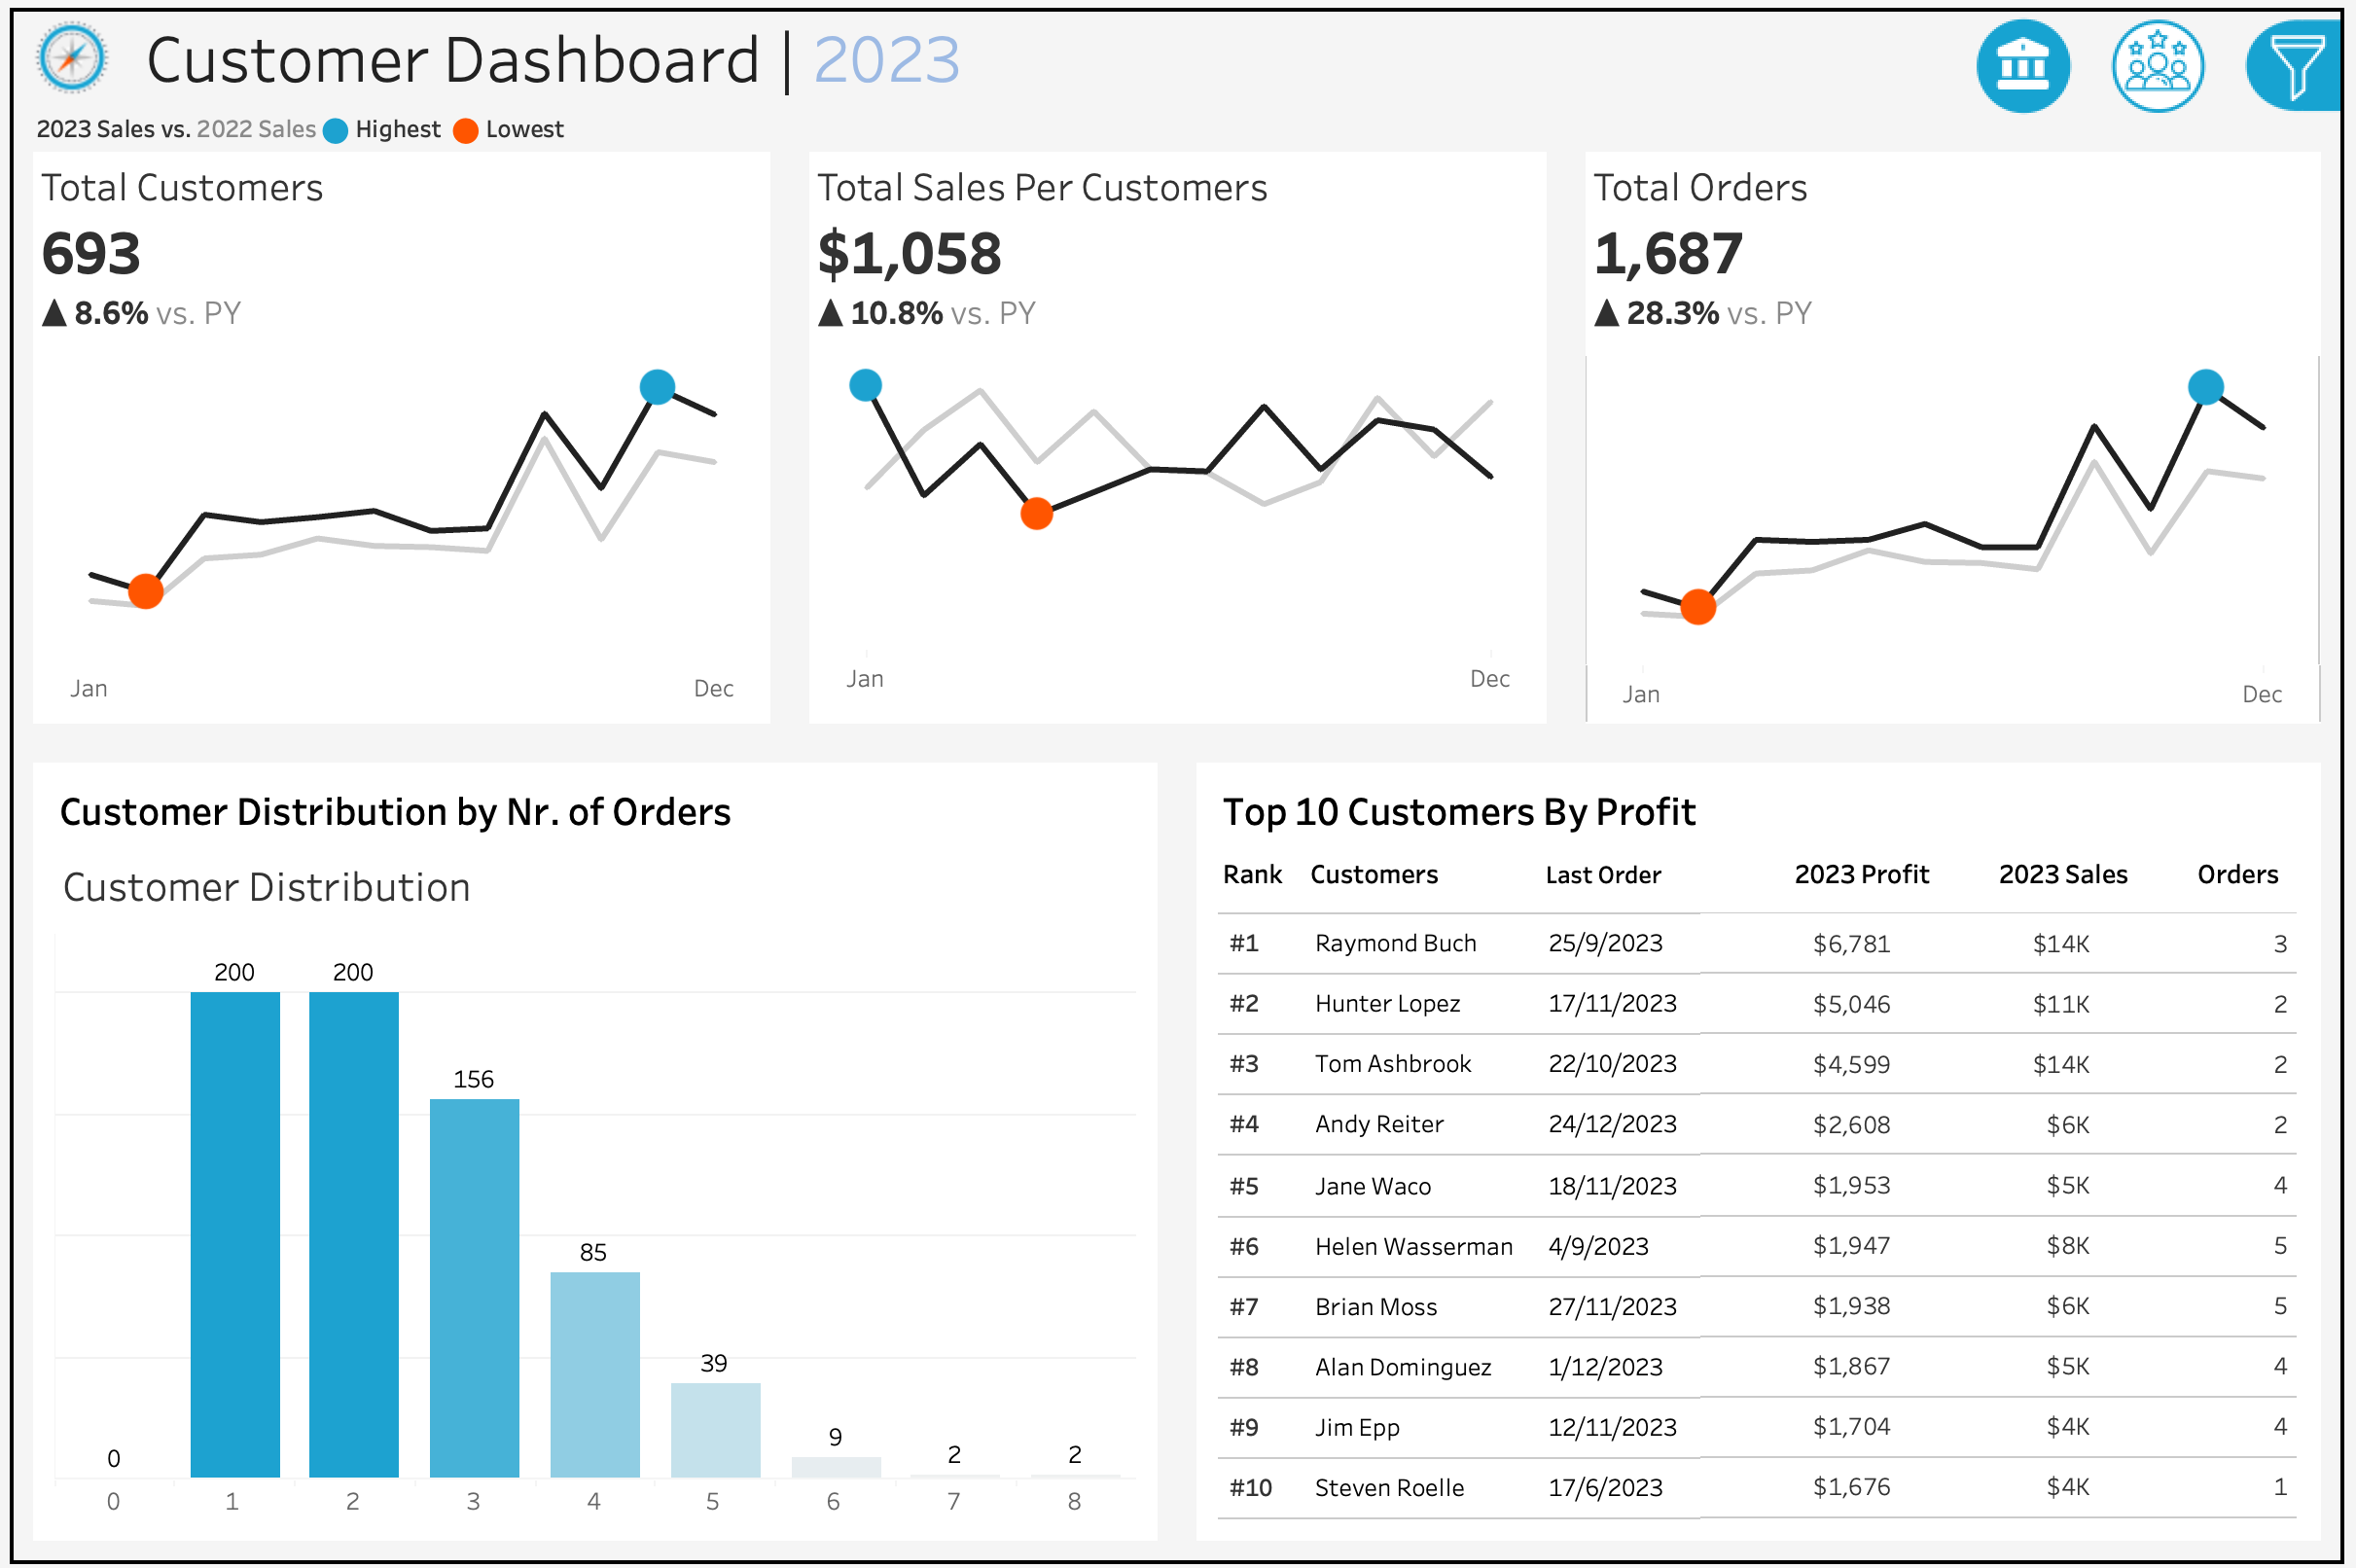 Customer Dashboard | 2023
2023 Sales vs. 2022 Sales Highest Lowest
Total Customers
693
▲ 8.6% vs. PY
Jan Dec
Total Sales Per Customers
$1,058
▲ 10.8% vs. PY
Jan Dec
Total Orders
1,687
▲ 28.3% vs. PY
Jan Dec
Customer Distribution by Nr. of Orders
Customer Distribution
0 200 200 156 85 39 9 2 2
0 1 2 3 4 5 6 7 8
Top 10 Customers By Profit
Rank Customers Last Order 2023 Profit 2023 Sales Orders
#1 Raymond Buch 25/9/2023 $6,781 $14K 3
#2 Hunter Lopez 17/11/2023 $5,046 $11K 2
#3 Tom Ashbrook 22/10/2023 $4,599 $14K 2
#4 Andy Reiter 24/12/2023 $2,608 $6K 2
#5 Jane Waco 18/11/2023 $1,953 $5K 4
#6 Helen Wasserman 4/9/2023 $1,947 $8K 5
#7 Brian Moss 27/11/2023 $1,938 $6K 5
#8 Alan Dominguez 1/12/2023 $1,867 $5K 4
#9 Jim Epp 12/11/2023 $1,704 $4K 4
#10 Steven Roelle 17/6/2023 $1,676 $4K 1